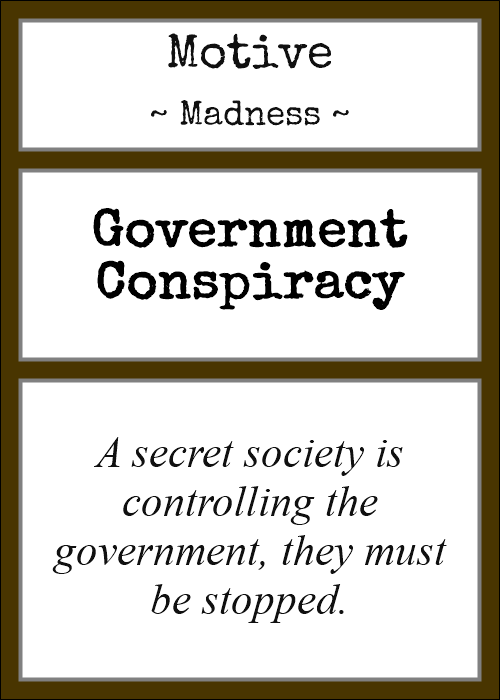 Motive
~ Madness ~
Government
Conspiracy
A secret society is
controlling the
government, they must
be stopped.